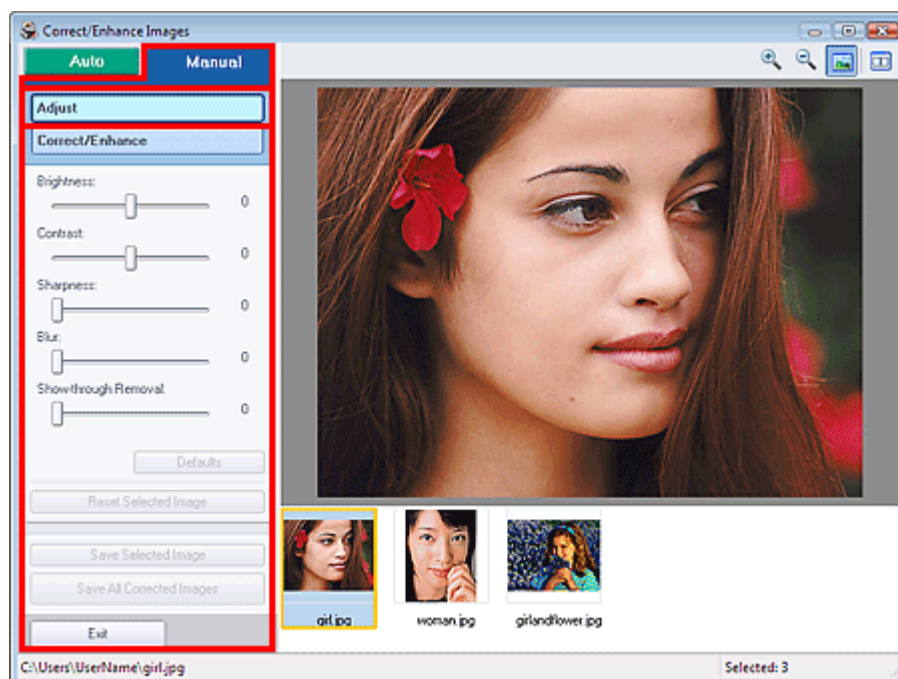 Correct/Enhance Images
Auto Manual
Adjust
Correct/Enhance
Brightness:
0
Contrast:
0
Sharpness:
0
Blur:
0
Show-through Removal:
0
Defaults
Reset Selected Image
Save Selected Image
Save All Corrected Images
Exit
girl.jpg woman.jpg girlandflower.jpg
C:\Users\UserName\girl.jpg Selected: 3